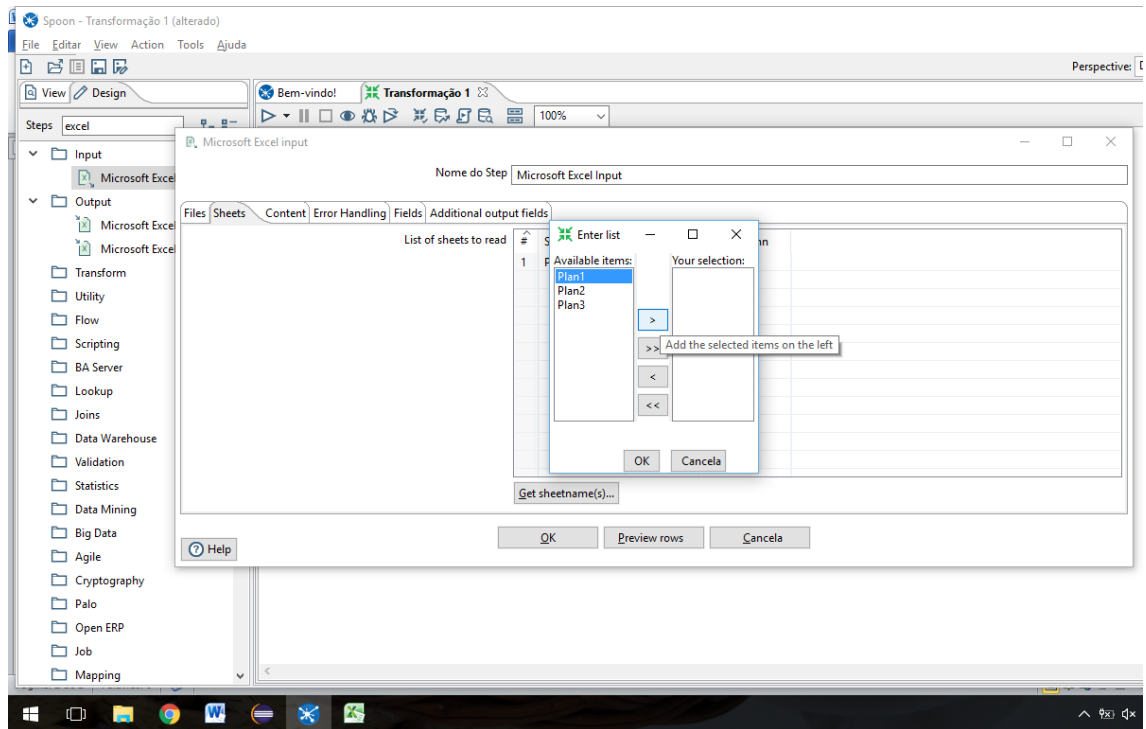 Spoon - Transformação 1 (alterado)
File Editar View Action Tools Ajuda
Perspective:
View Design
Bem-vindo! Transformação 1
100%
Steps excel
Input
Microsoft Exce
Output
Microsoft Exce
Microsoft Exce
Transform
Utility
Flow
Scripting
BA Server
Lookup
Joins
Data Warehouse
Validation
Statistics
Data Mining
Big Data
Agile
Cryptography
Palo
Open ERP
Job
Mapping
Microsoft Excel input
Nome do Step Microsoft Excel Input
Files Sheets Content Error Handling Fields Additional output fields
List of sheets to read
#
1
Enter list
Available items: Your selection:
Plan1
Plan2
Plan3
>
>>
Add the selected items on the left
<
<<
OK Cancela
Get sheetname(s)...
OK Preview rows Cancela
Help